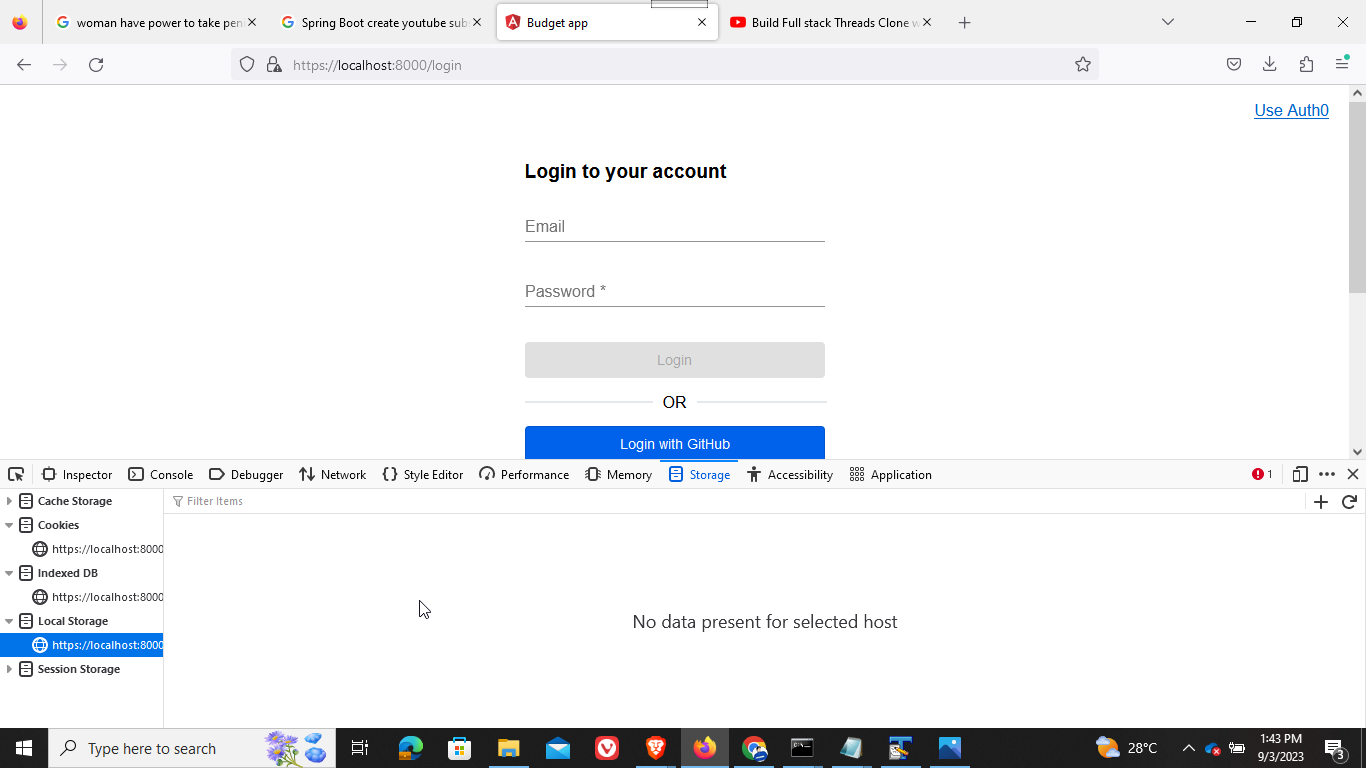 woman have power to take pen
Spring Boot create youtube sub
Budget app
Build Full stack Threads Clone w
https://localhost:8000/login
Use Auth0
Login to your account
Email
Password *
Login
OR
Login with GitHub
Inspector
Console
Debugger
Network
Style Editor
Performance
Memory
Storage
Accessibility
Application
1
Cache Storage
Filter Items
Cookies
https://localhost:8000
Indexed DB
https://localhost:8000
Local Storage
No data present for selected host
https://localhost:8000
Session Storage
Type here to search
28°C
1:43 PM
9/3/2023
3